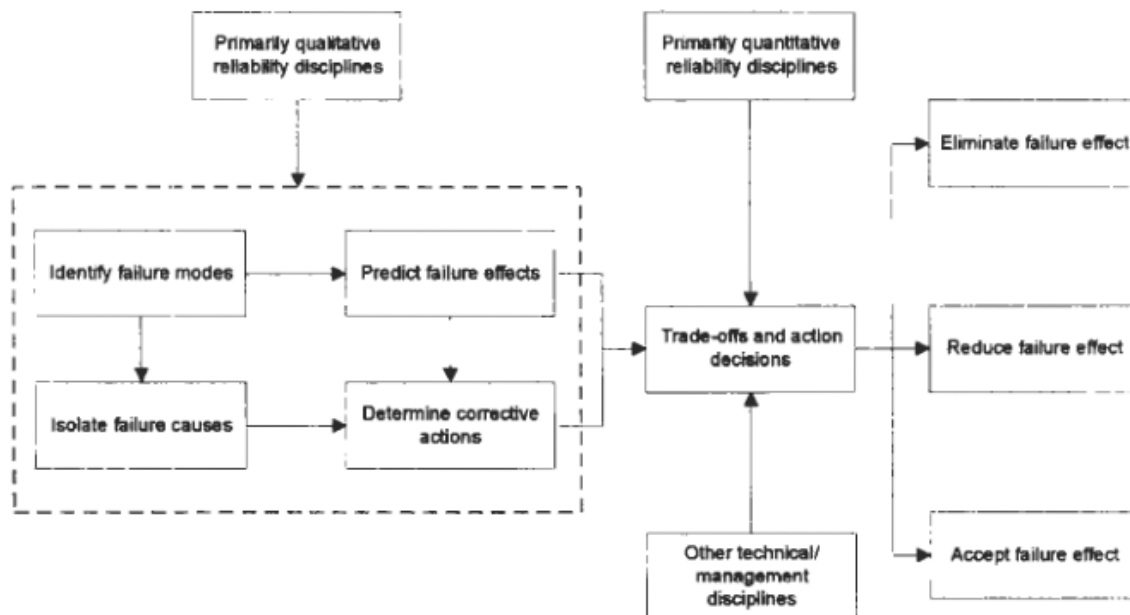 Primarily qualitative
reliability disciplines
Primarily quantitative
reliability disciplines
Eliminate failure effect
Identify failure modes
Predict failure effects
Trade-offs and action
decisions
Reduce failure effect
Isolate failure causes
Determine corrective
actions
Other technical/
management
disciplines
Accept failure effect